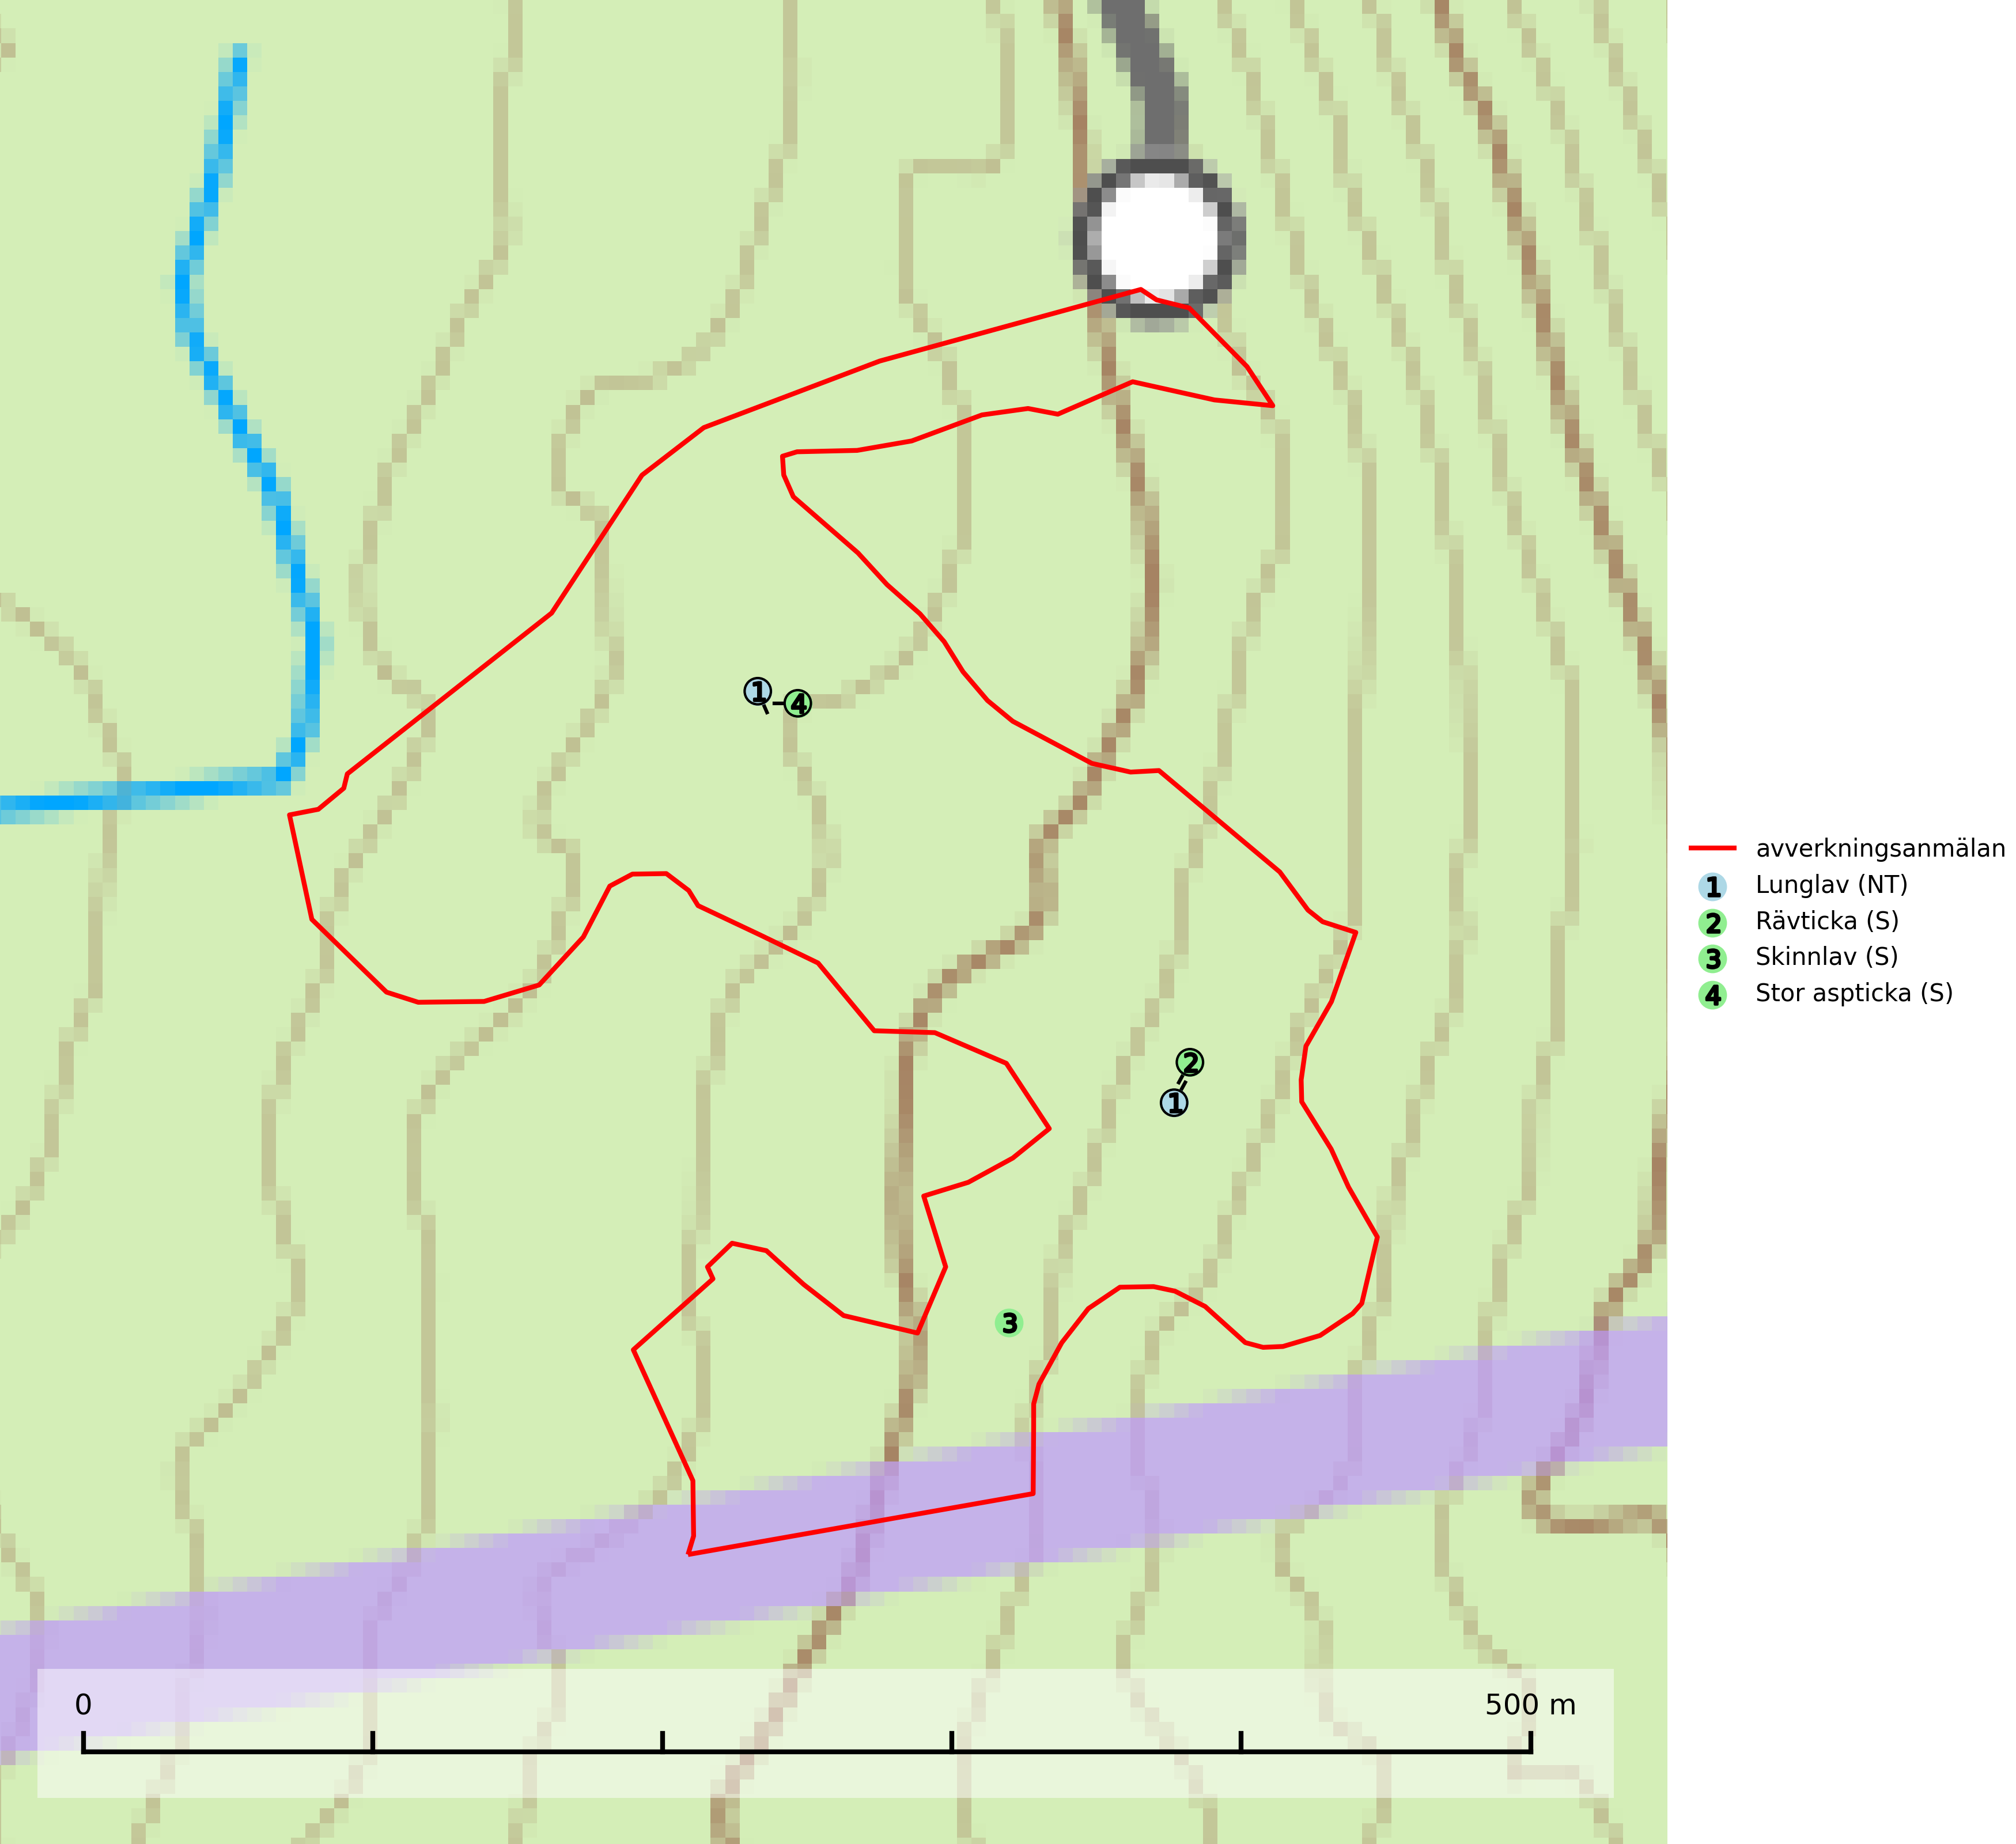 1 4
2
1
3
avverkningsanmälan
1 Lunglav (NT)
2 Rävticka (S)
3 Skinnlav (S)
4 Stor aspticka (S)
0 500 m